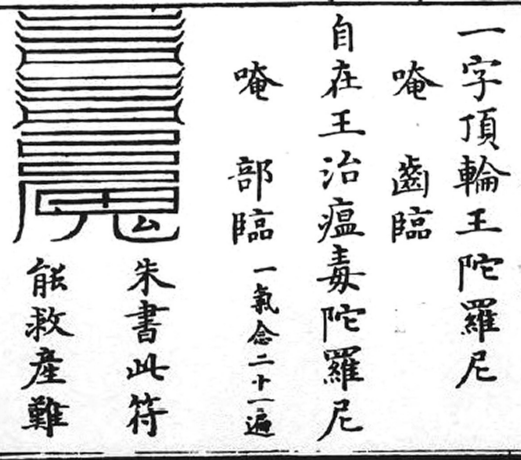 一字頂輪王陀羅尼
唵 齒臨
自在王治瘟毒陀羅尼
唵 部臨 一氣念二十一遍
朱書此符
能救產難